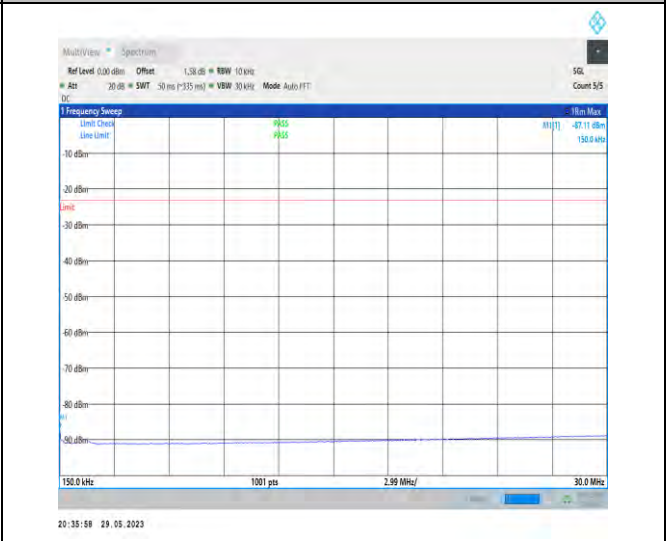 MultiView Spectrum
Ref Level 0.00 dBm Offset 1.58 dB RBW 10 kHz SGL
Att 20 dB SWT 50 ms (~335 ms) VBW 30 kHz Mode Auto FFT Count 5/5
DC
1 Frequency Sweep 1Rm Max
Limit Check PASS M1[1] -87.11 dBm
Line Limit PASS 150.0 kHz
-10 dBm
-20 dBm
Limit
-30 dBm
-40 dBm
-50 dBm
-60 dBm
-70 dBm
-80 dBm
M1
-90 dBm
150.0 kHz 1001 pts 2.99 MHz/ 30.0 MHz
20:35:58 29.05.2023